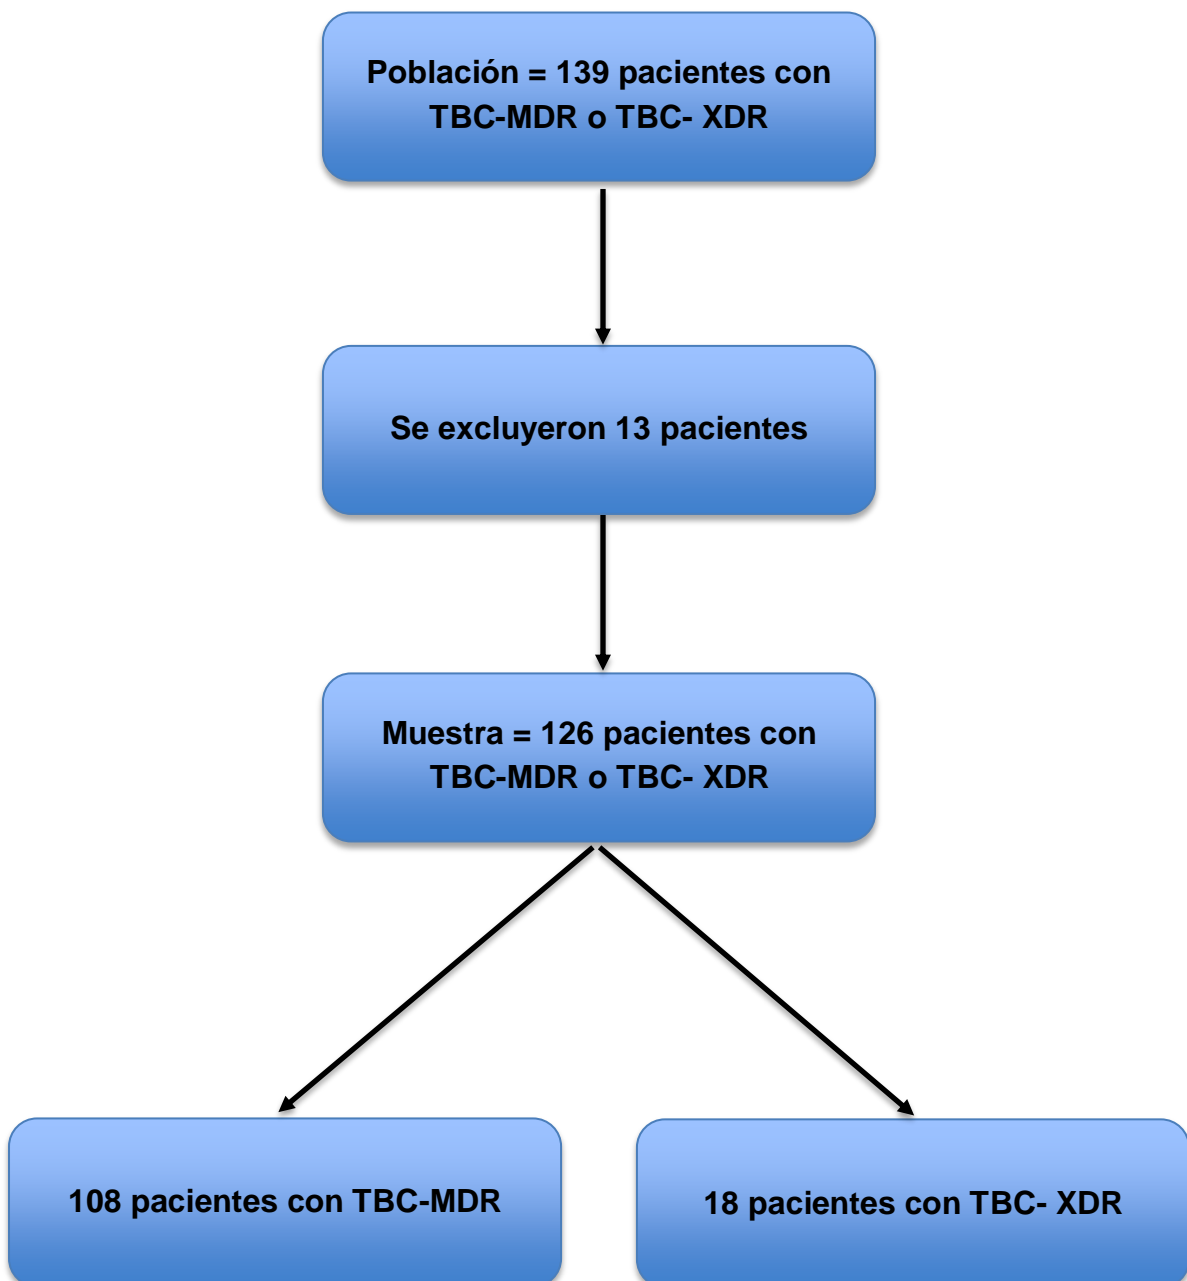 Población = 139 pacientes con
TBC-MDR o TBC- XDR
Se excluyeron 13 pacientes
Muestra = 126 pacientes con
TBC-MDR o TBC- XDR
108 pacientes con TBC-MDR
18 pacientes con TBC- XDR